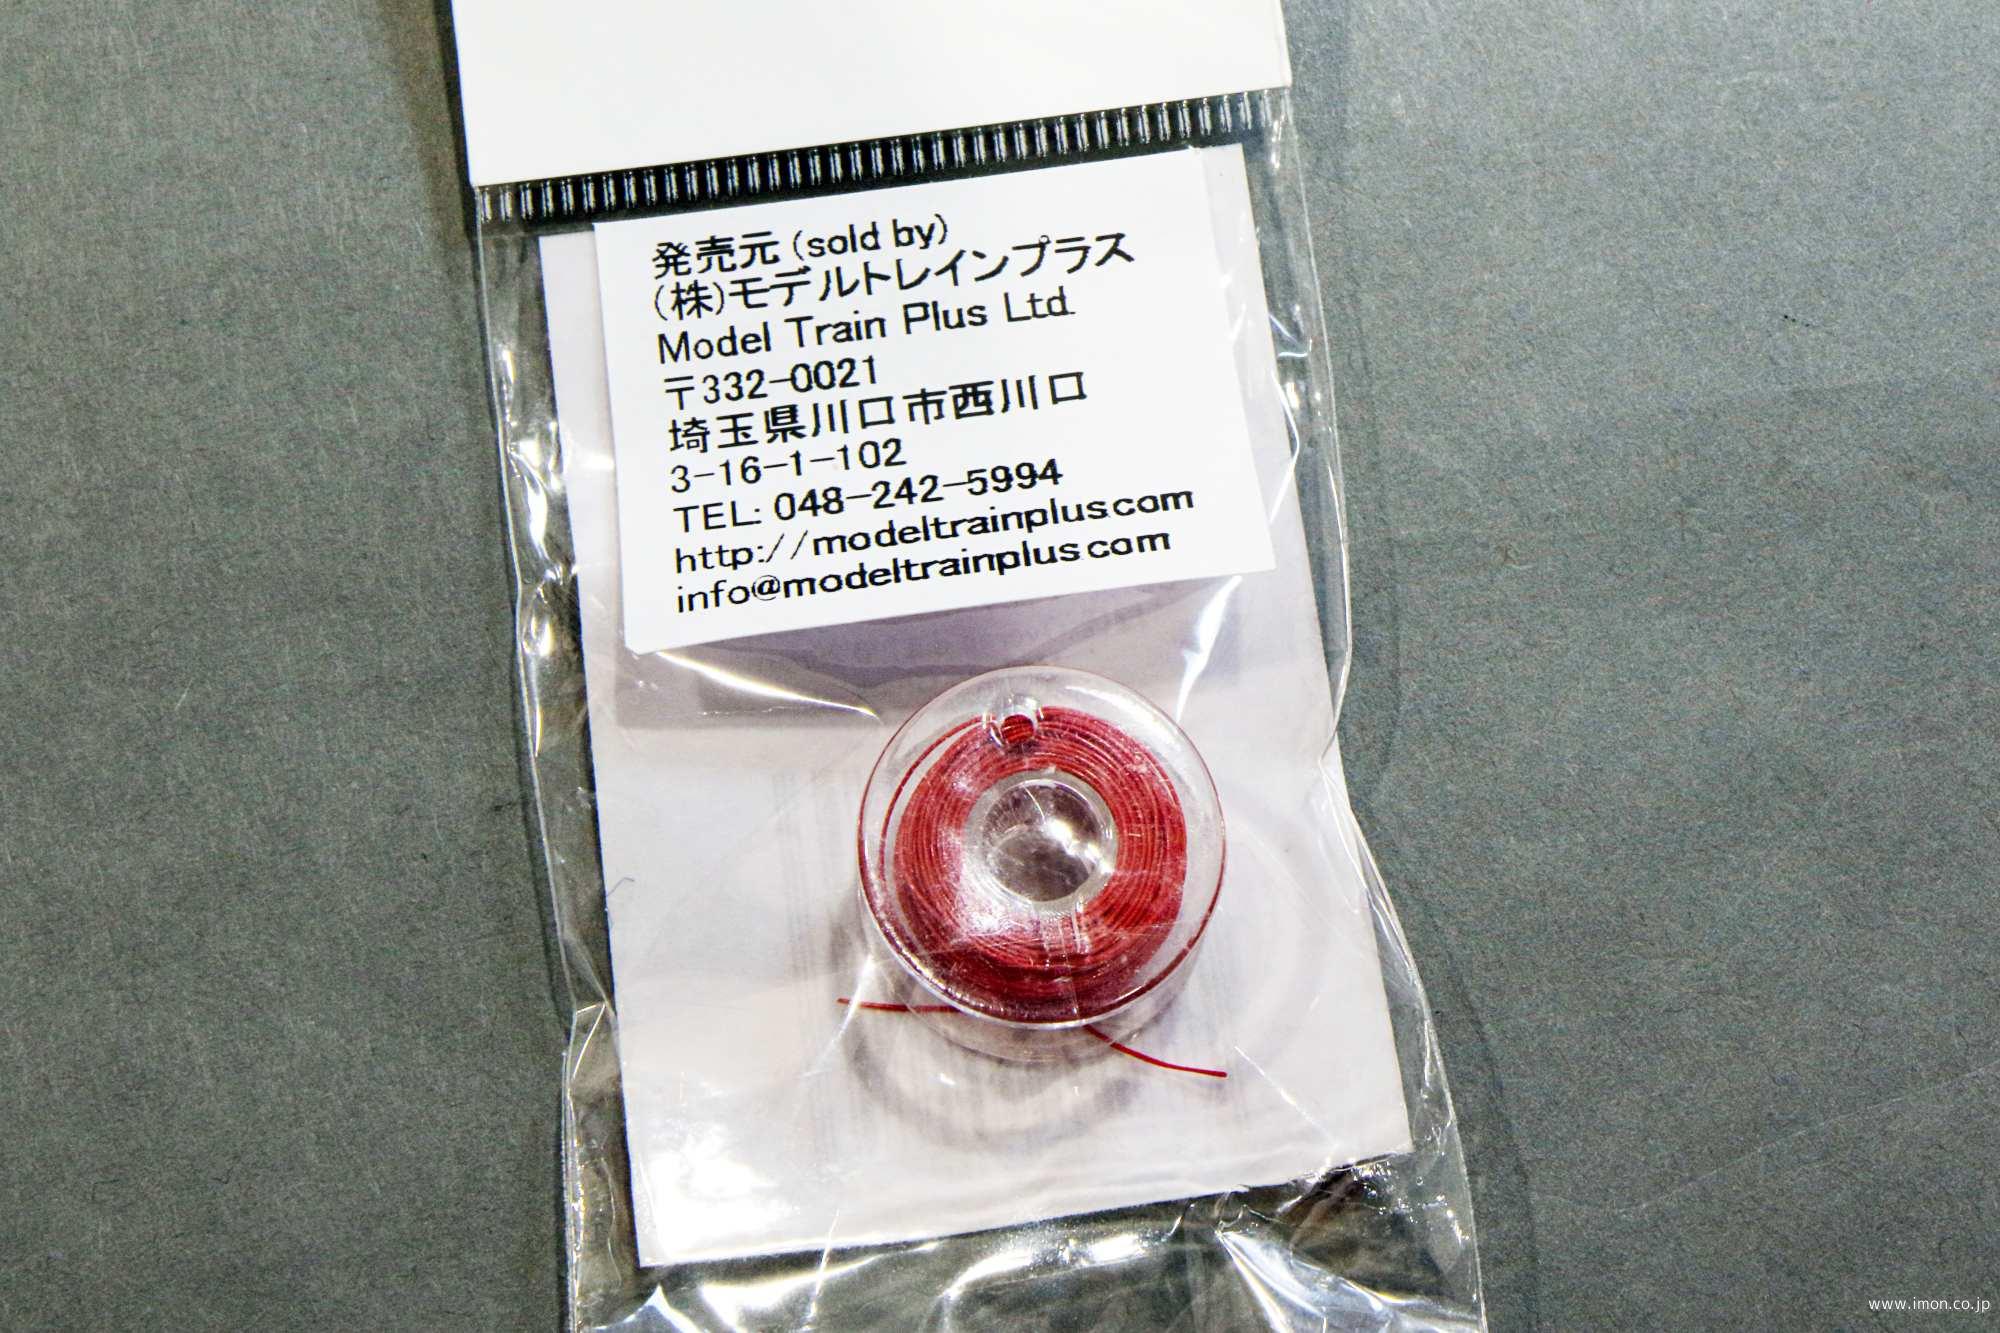 発売元 (sold by)
(株)モデルトレインプラス
Model Train Plus Ltd.
〒332-0021
埼玉県川口市西川口
3-16-1-102
TEL: 048-242-5994
http://modeltrainplus.com
info@modeltrainplus.com
www.imon.co.jp